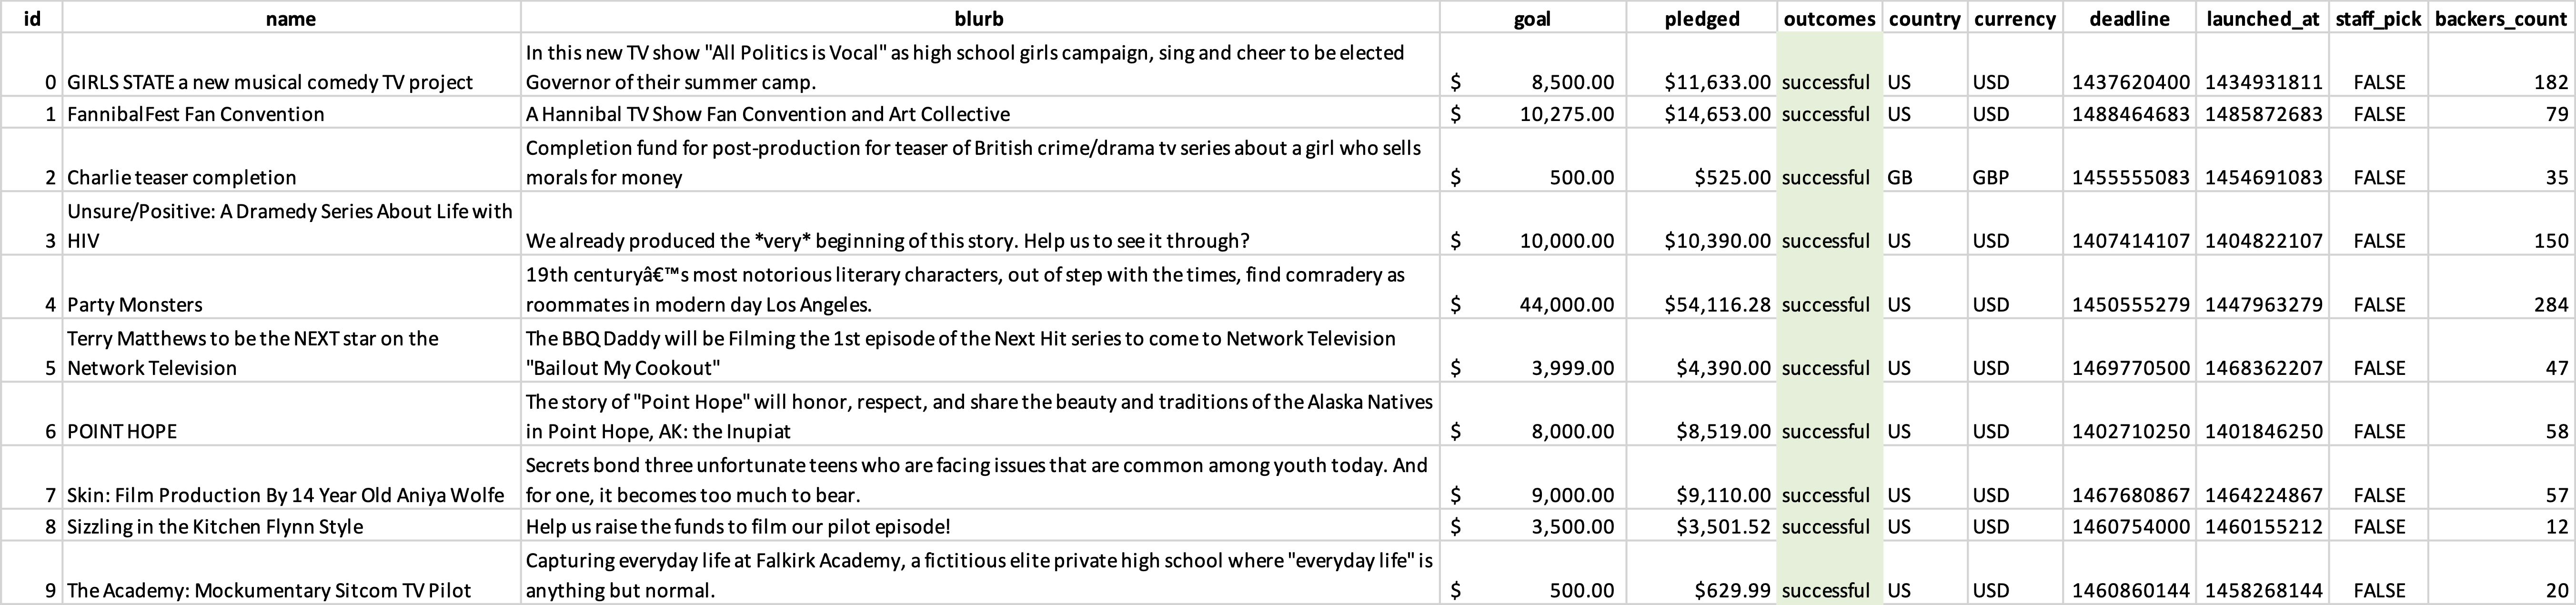 id name blurb goal pledged outcomes country currency deadline launched_at staff_pick backers_count
In this new TV show "All Politics is Vocal" as high school girls campaign, sing and cheer to be elected
0 GIRLS STATE a new musical comedy TV project Governor of their summer camp. $ 8,500.00 $11,633.00 successful US USD 1437620400 1434931811 FALSE 182
1 FannibalFest Fan Convention A Hannibal TV Show Fan Convention and Art Collective $ 10,275.00 $14,653.00 successful US USD 1488464683 1485872683 FALSE 79
Completion fund for post-production for teaser of British crime/drama tv series about a girl who sells
2 Charlie teaser completion morals for money $ 500.00 $525.00 successful GB GBP 1455555083 1454691083 FALSE 35
Unsure/Positive: A Dramedy Series About Life with
3 HIV We already produced the *very* beginning of this story. Help us to see it through? $ 10,000.00 $10,390.00 successful US USD 1407414107 1404822107 FALSE 150
19th centuryâ€™s most notorious literary characters, out of step with the times, find comradery as
4 Party Monsters roommates in modern day Los Angeles. $ 44,000.00 $54,116.28 successful US USD 1450555279 1447963279 FALSE 284
Terry Matthews to be the NEXT star on the The BBQ Daddy will be Filming the 1st episode of the Next Hit series to come to Network Television
5 Network Television "Bailout My Cookout" $ 3,999.00 $4,390.00 successful US USD 1469770500 1468362207 FALSE 47
The story of "Point Hope" will honor, respect, and share the beauty and traditions of the Alaska Natives
6 POINT HOPE in Point Hope, AK: the Inupiat $ 8,000.00 $8,519.00 successful US USD 1402710250 1401846250 FALSE 58
Secrets bond three unfortunate teens who are facing issues that are common among youth today. And
7 Skin: Film Production By 14 Year Old Aniya Wolfe for one, it becomes too much to bear. $ 9,000.00 $9,110.00 successful US USD 1467680867 1464224867 FALSE 57
8 Sizzling in the Kitchen Flynn Style Help us raise the funds to film our pilot episode! $ 3,500.00 $3,501.52 successful US USD 1460754000 1460155212 FALSE 12
Capturing everyday life at Falkirk Academy, a fictitious elite private high school where "everyday life" is
9 The Academy: Mockumentary Sitcom TV Pilot anything but normal. $ 500.00 $629.99 successful US USD 1460860144 1458268144 FALSE 20